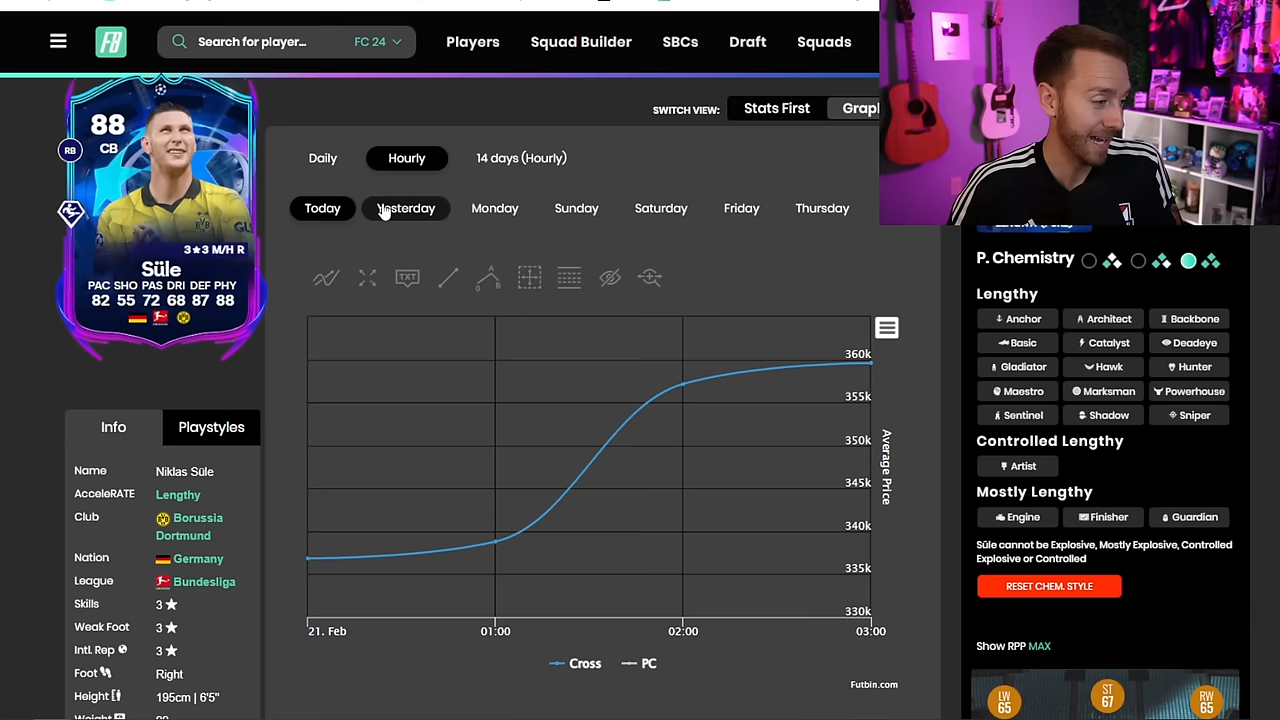 FB
Search for player...
FC 24
Players
Squad Builder
SBCs
Draft
Squads
88
CB
RB
3★3 M/H R
Süle
PAC SHO PAS DRI DEF PHY
82 55 72 68 87 88
SWITCH VIEW:
Stats First
Daily
Hourly
14 days (Hourly)
Today
Yesterday
Monday
Sunday
Saturday
Friday
Thursday
TXT
360k
355k
350k
345k
340k
335k
330k
Average Price
21. Feb
01:00
02:00
03:00
Cross
PC
Futbin.com
Info
Playstyles
Name
Niklas Süle
AcceleRATE
Lengthy
Club
Borussia
Dortmund
Nation
Germany
League
Bundesliga
Skills
3 ★
Weak Foot
3 ★
Intl. Rep
3 ★
Foot
Right
Height
195cm | 6'5"
P. Chemistry
Lengthy
Anchor
Architect
Backbone
Basic
Catalyst
Deadeye
Gladiator
Hawk
Hunter
Maestro
Marksman
Powerhouse
Sentinel
Shadow
Sniper
Controlled Lengthy
Artist
Mostly Lengthy
Engine
Finisher
Guardian
Süle cannot be Explosive, Mostly Explosive, Controlled
Explosive or Controlled
RESET CHEM. STYLE
Show RPP MAX
LW
65
ST
67
RW
65